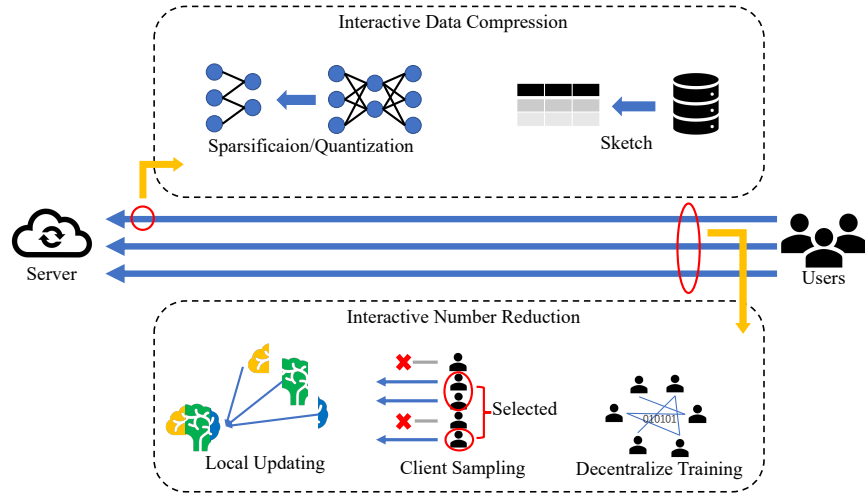 Interactive Data Compression
Sparsificaion/Quantization
Sketch
Server
Users
Interactive Number Reduction
Selected
010101
Local Updating
Client Sampling
Decentralize Training